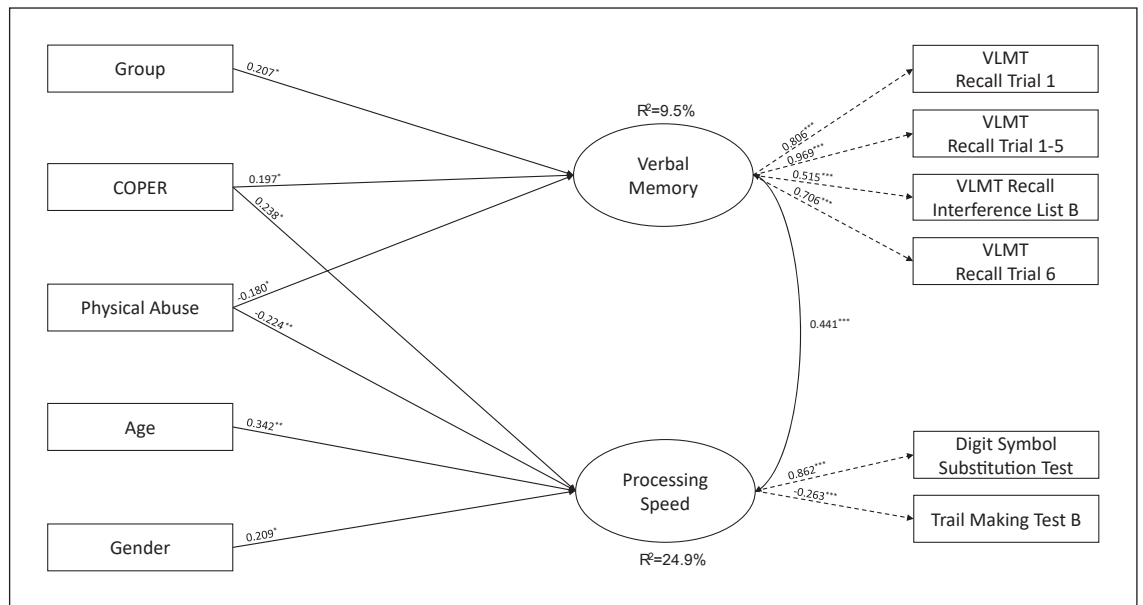 Group
COPER
Physical Abuse
Age
Gender
0.207*
0.197*
0.238*
-0.180*
-0.224**
0.342**
0.209*
R²=9.5%
Verbal
Memory
Processing
Speed
R²=24.9%
0.441***
0.806***
0.969***
0.515***
0.706***
0.862***
-0.263***
VLMT
Recall Trial 1
VLMT
Recall Trial 1-5
VLMT Recall
Interference List B
VLMT
Recall Trial 6
Digit Symbol
Substitution Test
Trail Making Test B